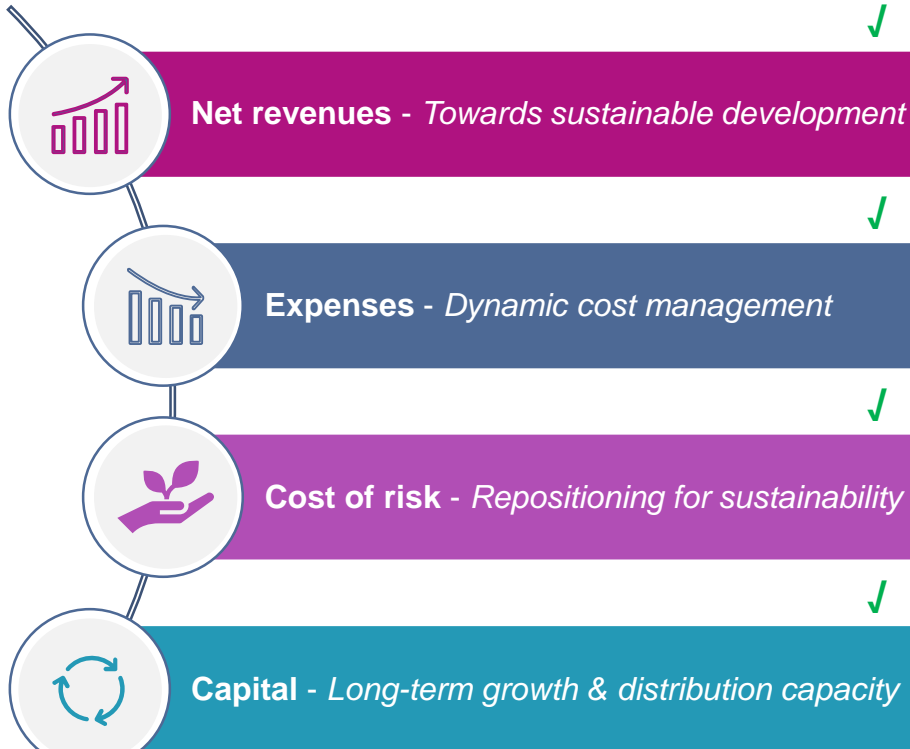 √
Net revenues - Towards sustainable development
√
Expenses - Dynamic cost management
√
Cost of risk - Repositioning for sustainability
√
Capital - Long-term growth & distribution capacity